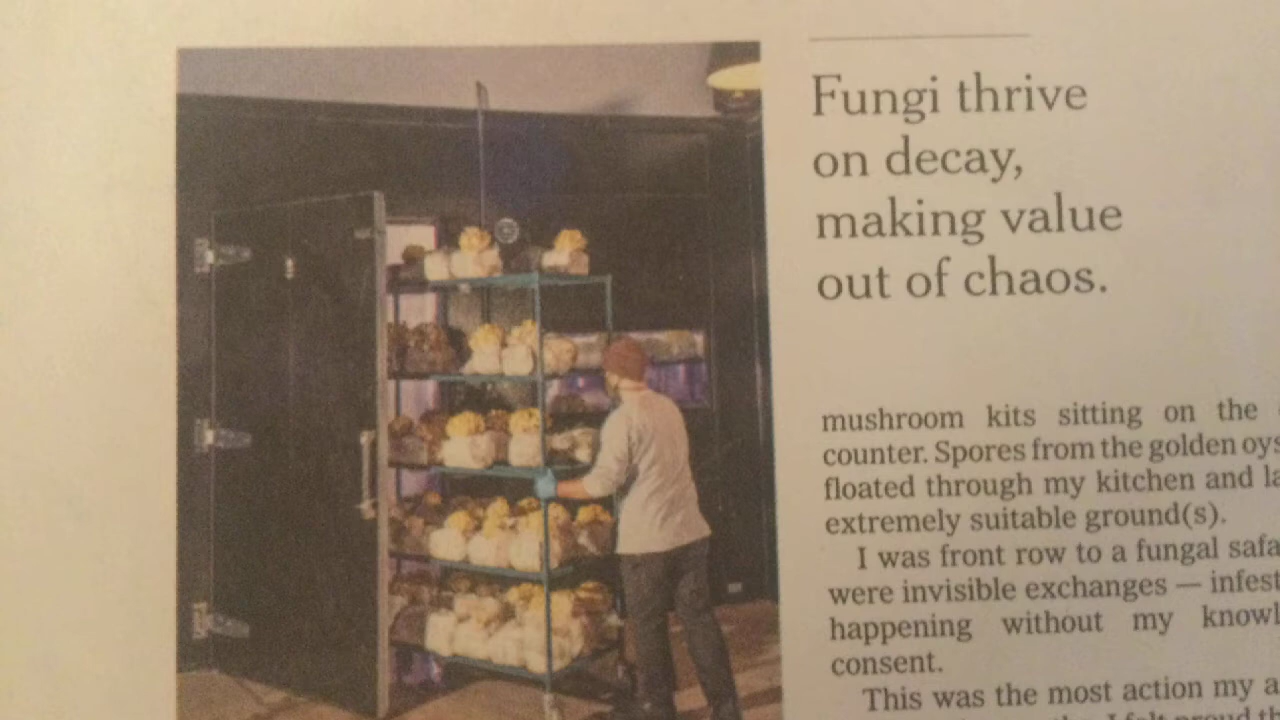 Fungi thrive
on decay,
making value
out of chaos.
mushroom kits sitting on the
counter. Spores from the golden
floated through my kitchen and
extremely suitable ground(s).
I was front row to a fungal
were invisible exchanges —
happening without my
consent.
This was the most action my
I felt proud